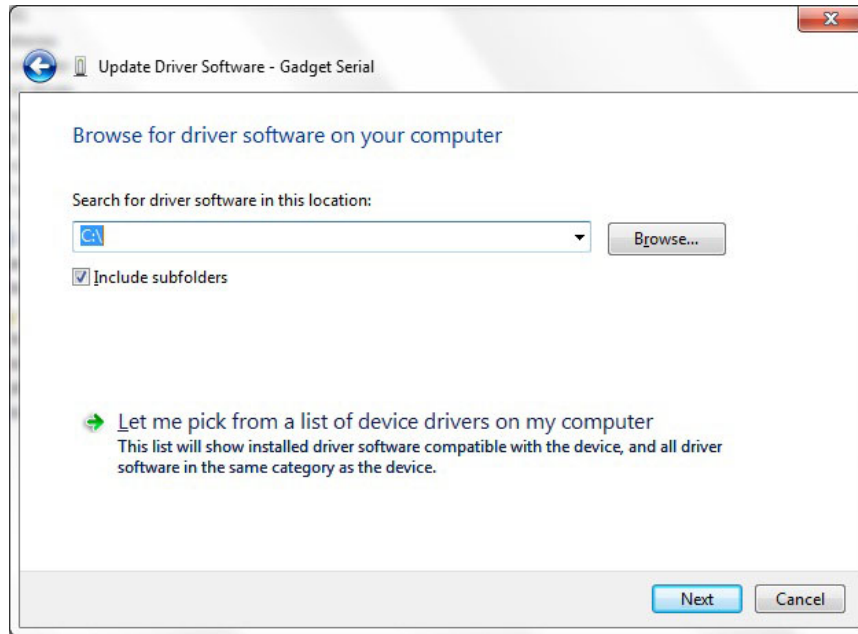 Update Driver Software - Gadget Serial
Browse for driver software on your computer
Search for driver software in this location:
C:\
Browse...
Include subfolders
Let me pick from a list of device drivers on my computer
This list will show installed driver software compatible with the device, and all driver
software in the same category as the device.
Next
Cancel